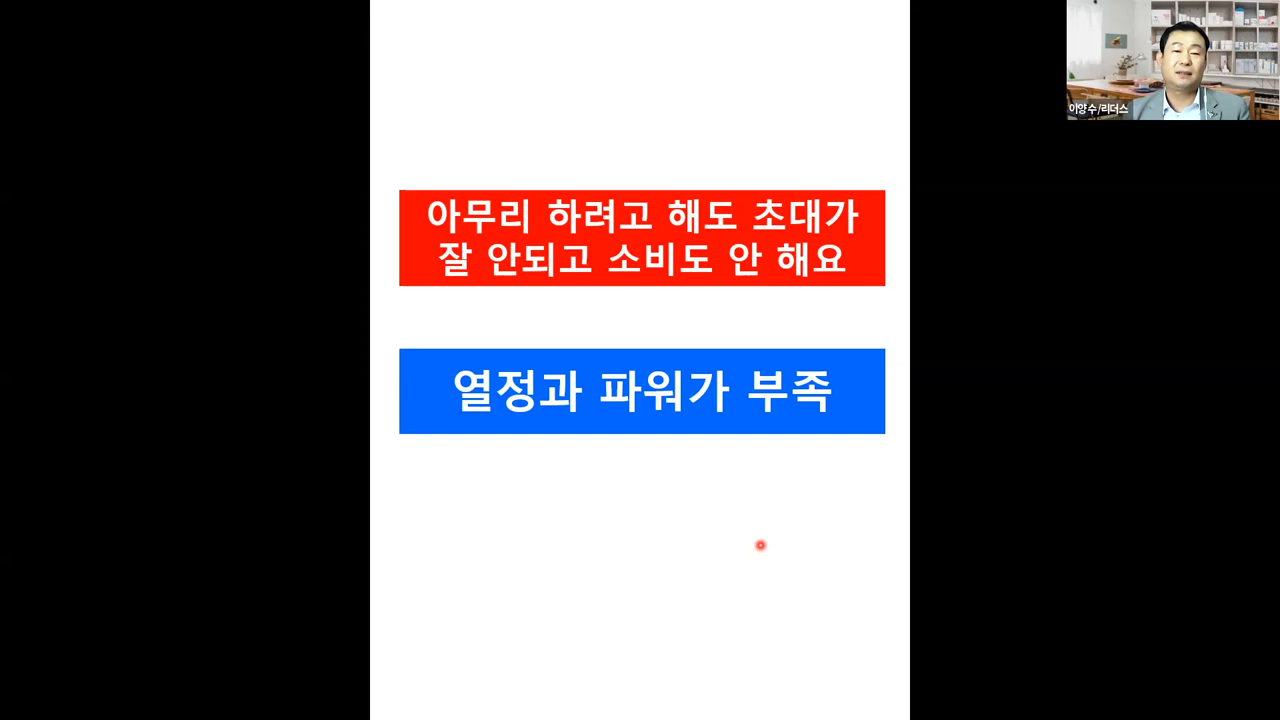 아무리 하려고 해도 초대가
잘 안되고 소비도 안 해요
열정과 파워가 부족
이양수/리더스